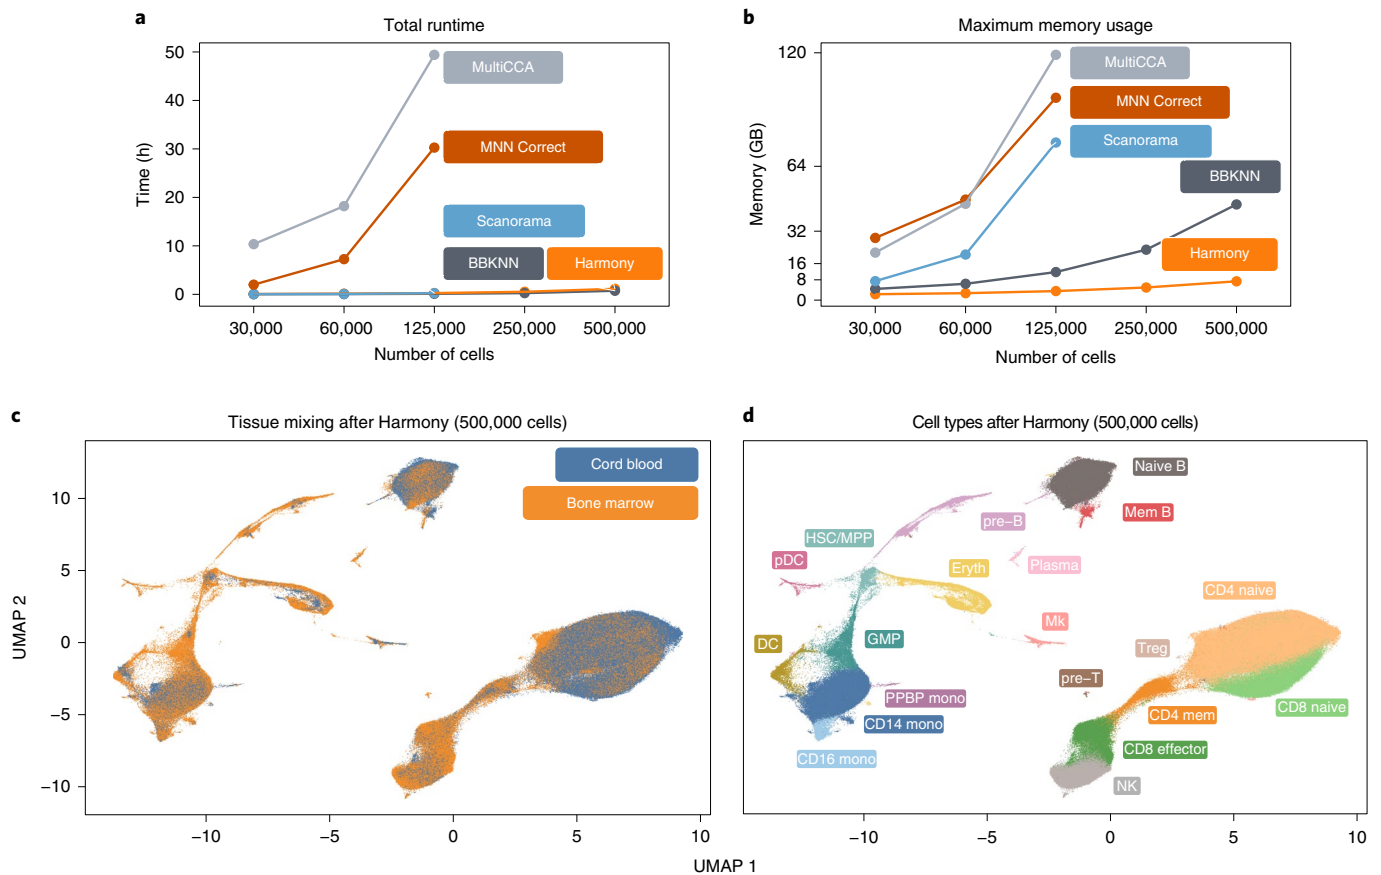 a
Total runtime
50
40
30
20
10
0
Time (h)
MultiCCA
MNN Correct
Scanorama
BBKNN
Harmony
30,000 60,000 125,000 250,000 500,000
Number of cells
b
Maximum memory usage
120
64
32
16
8
0
Memory (GB)
MultiCCA
MNN Correct
Scanorama
BBKNN
Harmony
30,000 60,000 125,000 250,000 500,000
Number of cells
c
Tissue mixing after Harmony (500,000 cells)
Cord blood
Bone marrow
10
5
0
−5
−10
UMAP 2
−10 −5 0 5 10
d
Cell types after Harmony (500,000 cells)
Naive B
Mem B
pre−B
HSC/MPP
pDC
Eryth
Plasma
CD4 naive
Mk
GMP
DC
Treg
pre−T
PPBP mono
CD8 naive
CD4 mem
CD14 mono
CD8 effector
CD16 mono
NK
−10 −5 0 5 10
UMAP 1